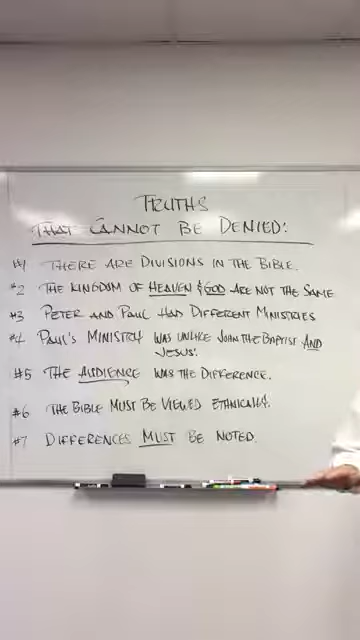 TRUTHS
THAT CANNOT BE DENIED:
#1 THERE ARE DIVISIONS IN THE BIBLE.
#2 THE KINGDOM OF HEAVEN & GOD ARE NOT THE SAME
#3 PETER AND PAUL HAD DIFFERENT MINISTRIES
#4 PAUL'S MINISTRY WAS UNLIKE JOHN THE BAPTIST AND
JESUS'.
#5 THE AUDIENCE WAS THE DIFFERENCE.
#6 THE BIBLE MUST BE VIEWED ETHNICALLY.
#7 DIFFERENCES MUST BE NOTED.